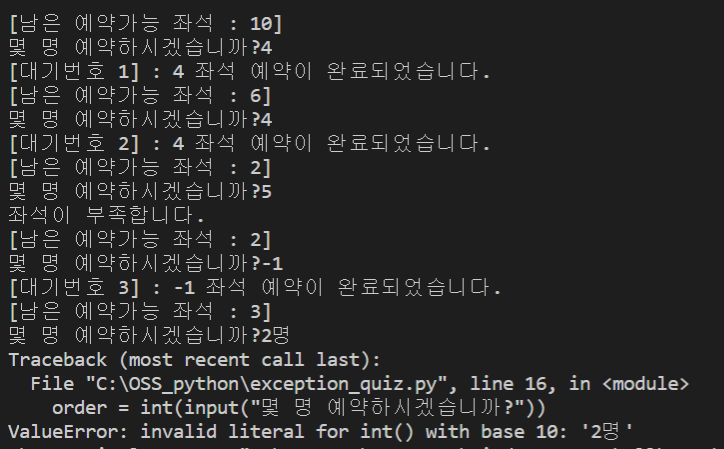 [남은 예약가능 좌석 : 10]
몇 명 예약하시겠습니까?4
[대기번호 1] : 4 좌석 예약이 완료되었습니다.
[남은 예약가능 좌석 : 6]
몇 명 예약하시겠습니까?4
[대기번호 2] : 4 좌석 예약이 완료되었습니다.
[남은 예약가능 좌석 : 2]
몇 명 예약하시겠습니까?5
좌석이 부족합니다.
[남은 예약가능 좌석 : 2]
몇 명 예약하시겠습니까?-1
[대기번호 3] : -1 좌석 예약이 완료되었습니다.
[남은 예약가능 좌석 : 3]
몇 명 예약하시겠습니까?2명
Traceback (most recent call last):
  File "C:\OSS_python\exception_quiz.py", line 16, in <module>
    order = int(input("몇 명 예약하시겠습니까?"))
ValueError: invalid literal for int() with base 10: '2명'